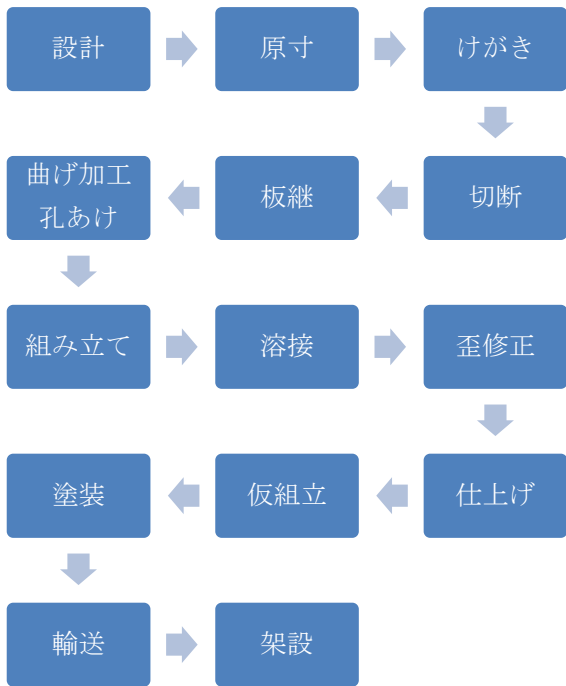 設計
原寸
けがき
切断
板継
曲げ加工
孔あけ
組み立て
溶接
歪修正
仕上げ
仮組立
塗装
輸送
架設